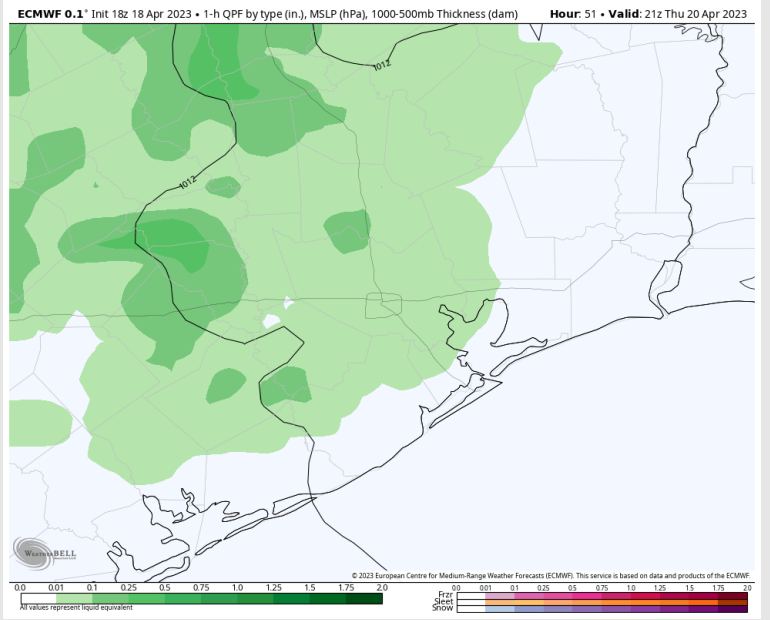 ECMWF 0.1° Init 18z 18 Apr 2023 • 1-h QPF by type (in.), MSLP (hPa), 1000-500mb Thickness (dam)
Hour: 51 • Valid: 21z Thu 20 Apr 2023
1012
1012
WEATHERBELL
© 2023 European Centre for Medium-Range Weather Forecasts (ECMWF). This service is based on data and products of the ECMWF.
0.0 0.01 0.1 0.25 0.5 0.75 1.0 1.25 1.5 1.75 2.0
All values represent liquid equivalent
0.0 0.01 0.1 0.25 0.5 0.75 1.0 1.25 1.5 1.75 2.0
Frzr
Sleet
Snow